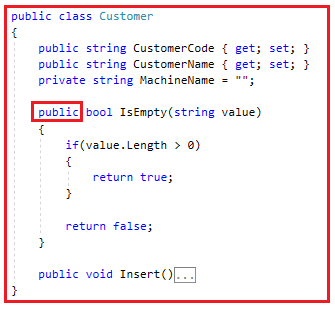 public class Customer
{
    public string CustomerCode { get; set; }
    public string CustomerName { get; set; }
    private string MachineName = "";
    public bool IsEmpty(string value)
    {
        if(value.Length > 0)
        {
            return true;
        }
        return false;
    }
    public void Insert()...
}